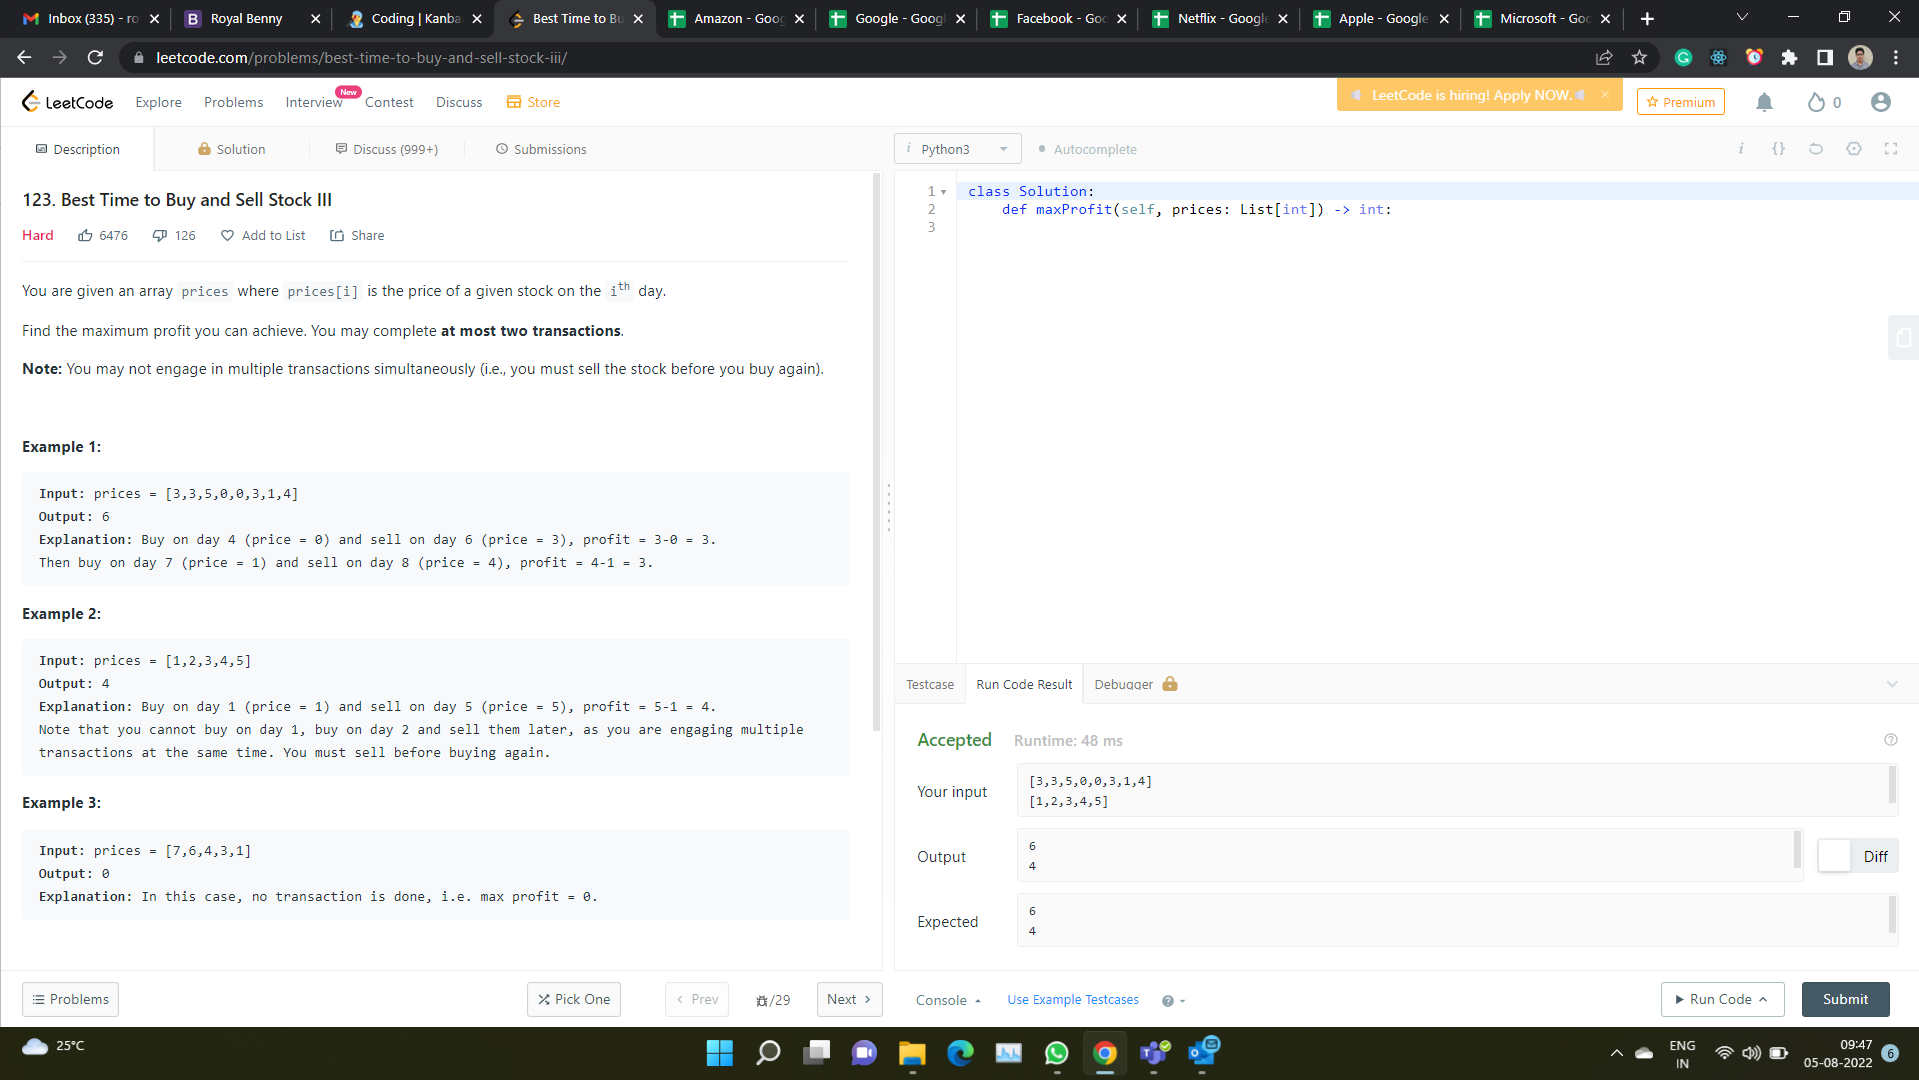 Inbox (335) - ro
Royal Benny
Coding | Kanba
Best Time to Bu
Amazon - Goog
Google - Googl
Facebook - Goo
Netflix - Google
Apple - Google
Microsoft - Goo
leetcode.com/problems/best-time-to-buy-and-sell-stock-iii/
LeetCode
Explore
Problems
Interview
New
Contest
Discuss
Store
LeetCode is hiring! Apply NOW.
Premium
0
Description
Solution
Discuss (999+)
Submissions
i Python3
Autocomplete
i {}
123. Best Time to Buy and Sell Stock III
Hard 6476 126 Add to List Share
You are given an array prices where prices[i] is the price of a given stock on the ith day.
Find the maximum profit you can achieve. You may complete at most two transactions.
Note: You may not engage in multiple transactions simultaneously (i.e., you must sell the stock before you buy again).
Example 1:
Input: prices = [3,3,5,0,0,3,1,4]
Output: 6
Explanation: Buy on day 4 (price = 0) and sell on day 6 (price = 3), profit = 3-0 = 3.
Then buy on day 7 (price = 1) and sell on day 8 (price = 4), profit = 4-1 = 3.
Example 2:
Input: prices = [1,2,3,4,5]
Output: 4
Explanation: Buy on day 1 (price = 1) and sell on day 5 (price = 5), profit = 5-1 = 4.
Note that you cannot buy on day 1, buy on day 2 and sell them later, as you are engaging multiple
transactions at the same time. You must sell before buying again.
Example 3:
Input: prices = [7,6,4,3,1]
Output: 0
Explanation: In this case, no transaction is done, i.e. max profit = 0.
Problems
Pick One
Prev
/29
Next
1 class Solution:
2 def maxProfit(self, prices: List[int]) -> int:
3
Testcase
Run Code Result
Debugger
Accepted Runtime: 48 ms
Your input
[3,3,5,0,0,3,1,4]
[1,2,3,4,5]
Output
6
4
Diff
Expected
6
4
Console
Use Example Testcases
Run Code
Submit
25°C
ENG
IN
09:47
05-08-2022
6